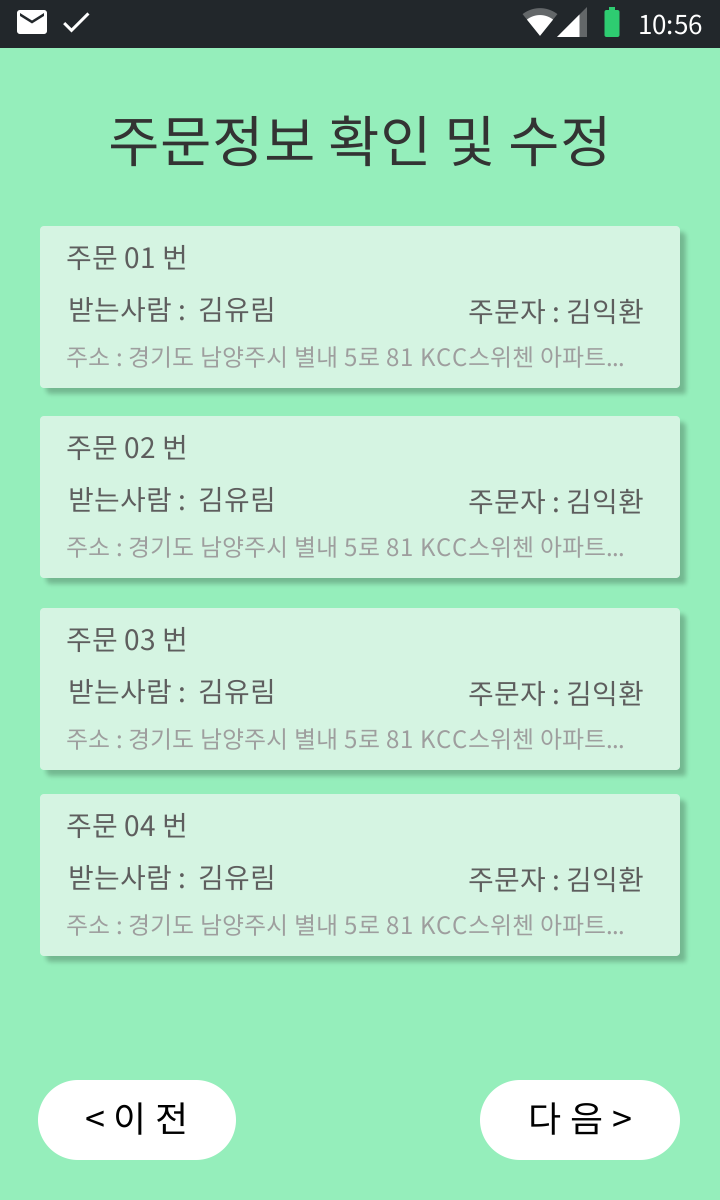 10:56
주문정보 확인 및 수정
주문 01 번
받는사람 : 김유림 주문자 : 김익환
주소 : 경기도 남양주시 별내 5로 81 KCC스위첸 아파트...
주문 02 번
받는사람 : 김유림 주문자 : 김익환
주소 : 경기도 남양주시 별내 5로 81 KCC스위첸 아파트...
주문 03 번
받는사람 : 김유림 주문자 : 김익환
주소 : 경기도 남양주시 별내 5로 81 KCC스위첸 아파트...
주문 04 번
받는사람 : 김유림 주문자 : 김익환
주소 : 경기도 남양주시 별내 5로 81 KCC스위첸 아파트...
< 이 전 다 음 >